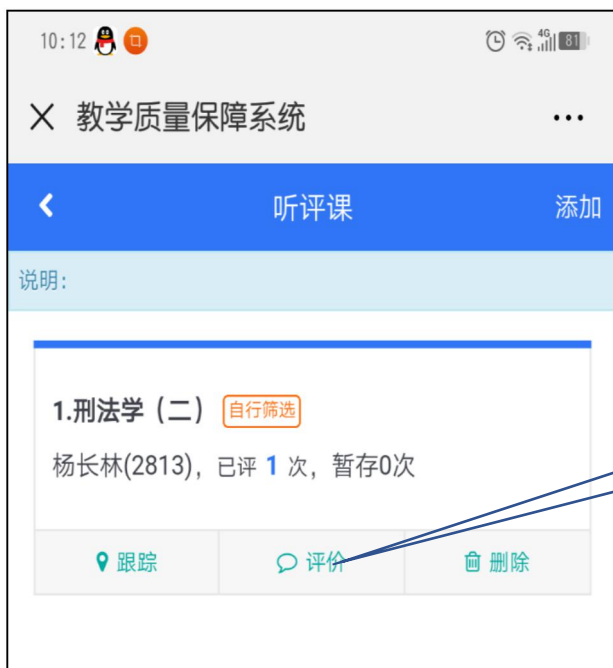 10:12 4G 81
教学质量保障系统
听评课 添加
说明:
1.刑法学（二） 自行筛选
杨长林(2813), 已评 1 次, 暂存0次
跟踪 评价 删除